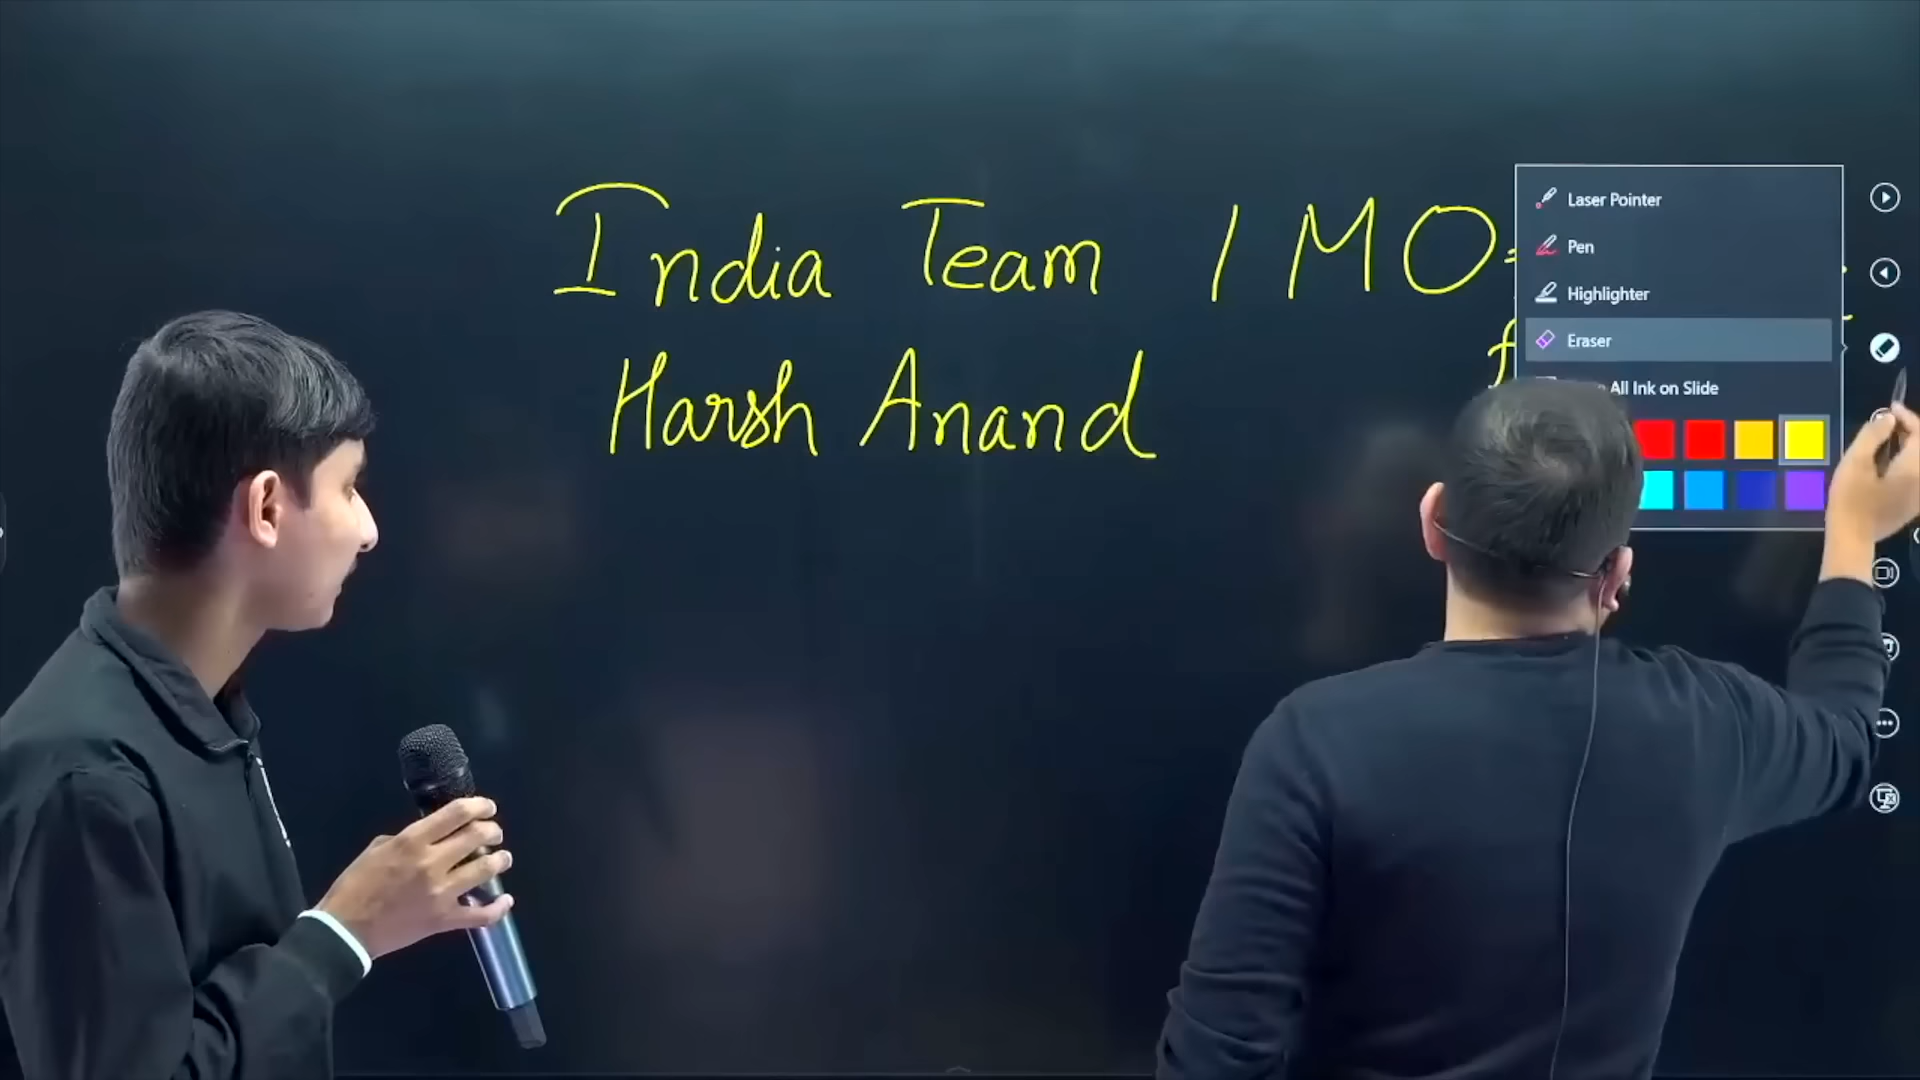 India Team IMO
Harsh Anand
Laser Pointer
Pen
Highlighter
Eraser
All Ink on Slide